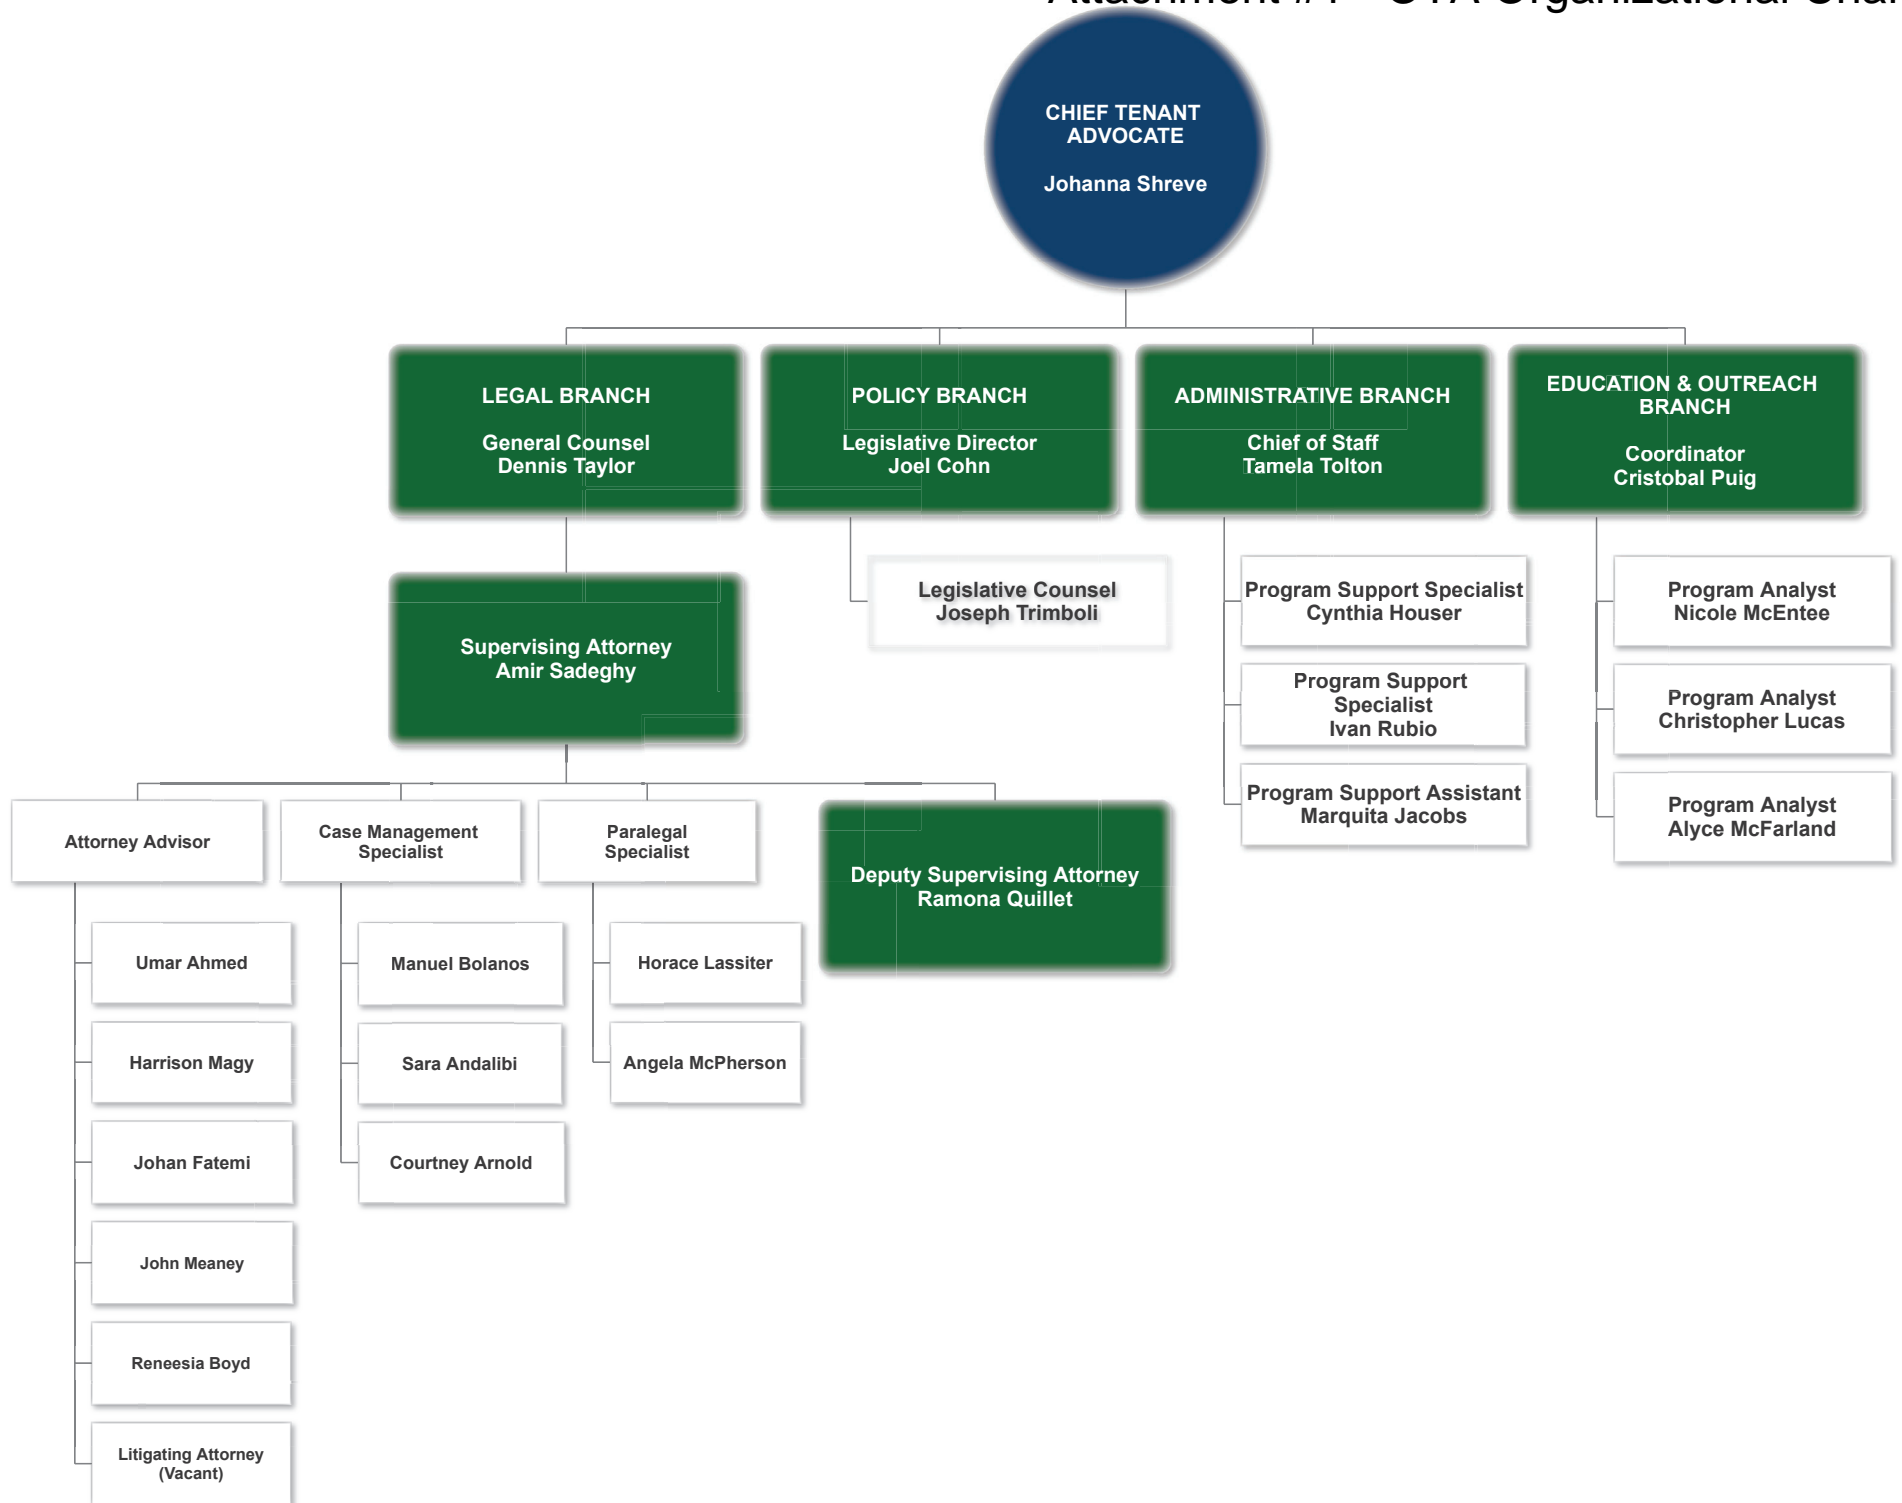 CHIEF TENANT
ADVOCATE
Johanna Shreve
LEGAL BRANCH
General Counsel
Dennis Taylor
POLICY BRANCH
Legislative Director
Joel Cohn
ADMINISTRATIVE BRANCH
Chief of Staff
Tamela Tolton
EDUCATION & OUTREACH
BRANCH
Coordinator
Cristobal Puig
Supervising Attorney
Amir Sadeghy
Legislative Counsel
Joseph Trimboli
Program Support Specialist
Cynthia Houser
Program Support
Specialist
Ivan Rubio
Program Support Assistant
Marquita Jacobs
Program Analyst
Nicole McEntee
Program Analyst
Christopher Lucas
Program Analyst
Alyce McFarland
Attorney Advisor
Case Management
Specialist
Paralegal
Specialist
Deputy Supervising Attorney
Ramona Quillet
Umar Ahmed
Harrison Magy
Johan Fatemi
John Meaney
Reneesia Boyd
Litigating Attorney
(Vacant)
Manuel Bolanos
Sara Andalibi
Courtney Arnold
Horace Lassiter
Angela McPherson